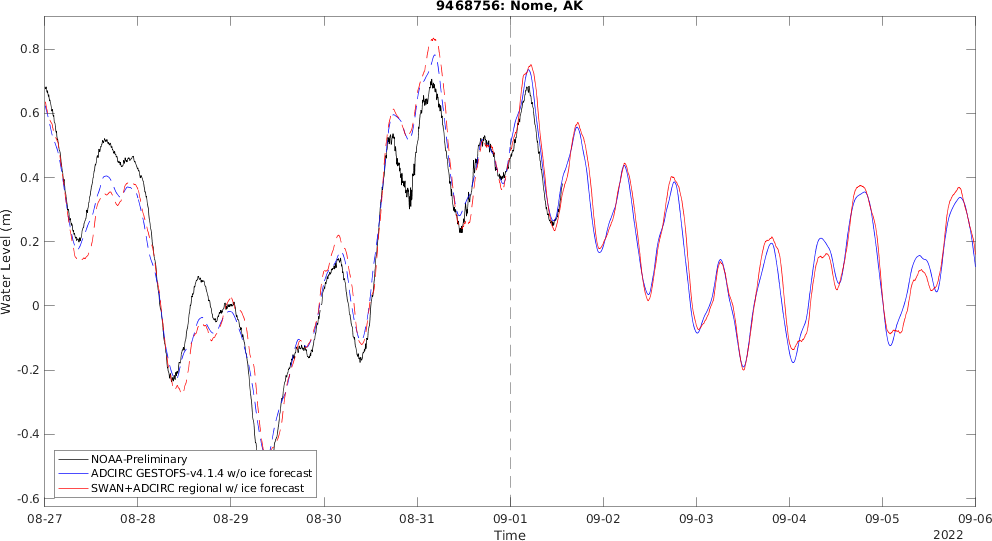 9468756: Nome, AK
Water Level (m)
0.8
0.6
0.4
0.2
0
-0.2
-0.4
-0.6
NOAA-Preliminary
ADCIRC GESTOFS-v4.1.4 w/o ice forecast
SWAN+ADCIRC regional w/ ice forecast
08-27 08-28 08-29 08-30 08-31 09-01 09-02 09-03 09-04 09-05 09-06
Time
2022